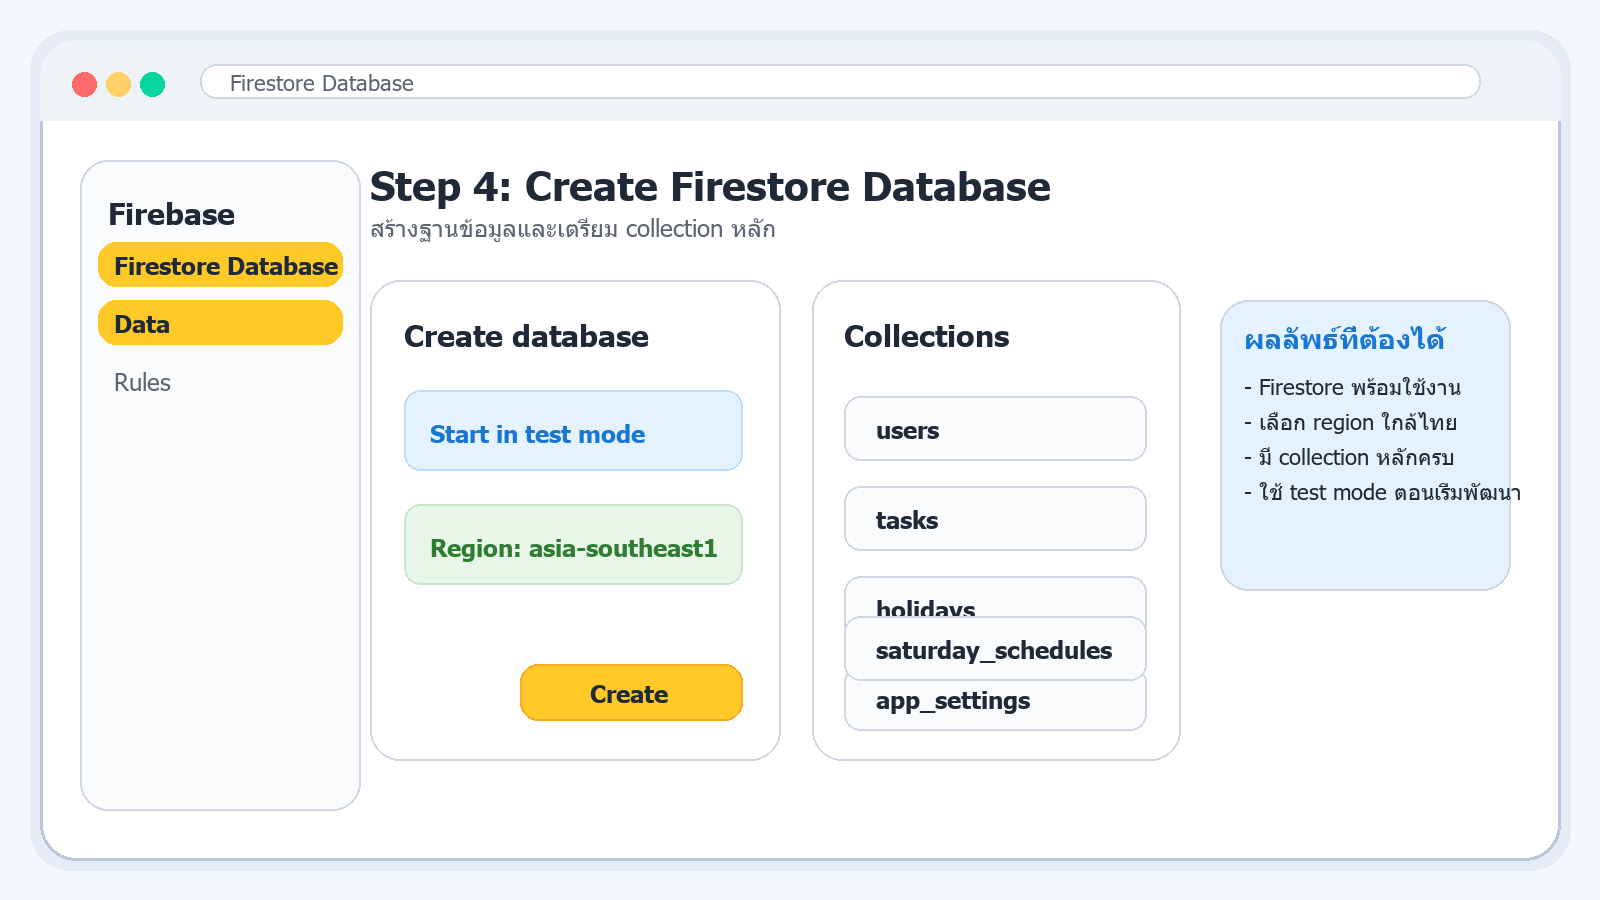 Firestore Database
Firebase
Firestore Database
Data
Rules
Step 4: Create Firestore Database
สร้างฐานข้อมูลและเตรียม collection หลัก
Create database
Start in test mode
Region: asia-southeast1
Create
Collections
users
tasks
holidays
saturday_schedules
app_settings
ผลลัพธ์ที่ต้องได้
- Firestore พร้อมใช้งาน
- เลือก region ใกล้ไทย
- มี collection หลักครบ
- ใช้ test mode ตอนเริ่มพัฒนา